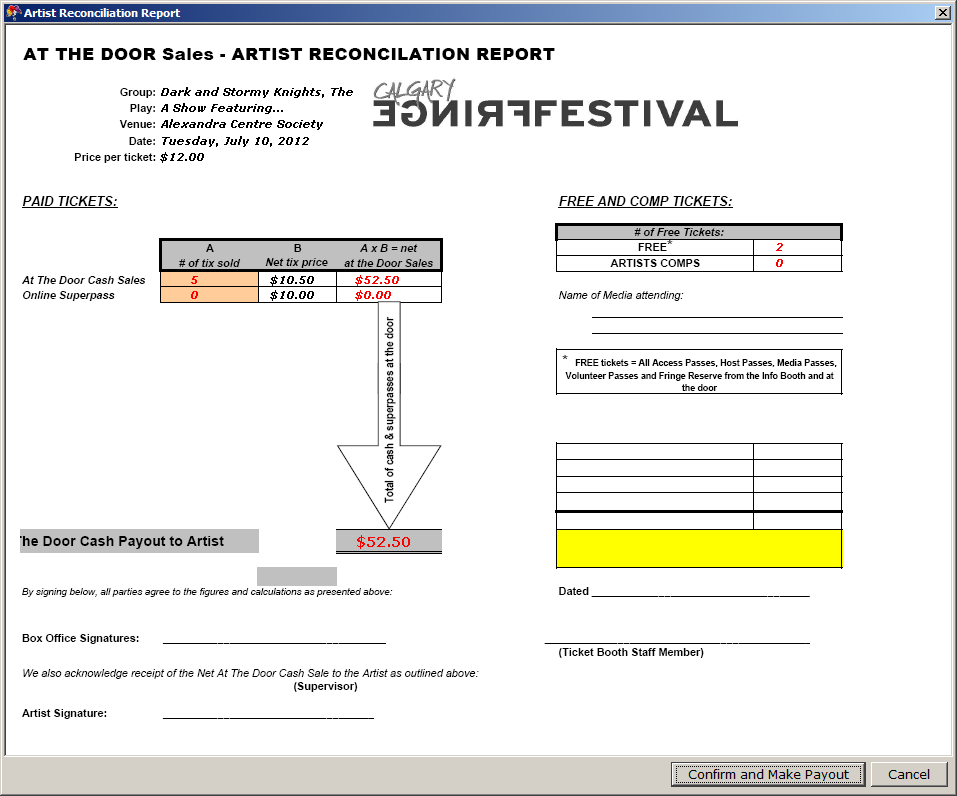 Artist Reconciliation Report
AT THE DOOR Sales - ARTIST RECONCILATION REPORT
Group: Dark and Stormy Knights, The
Play: A Show Featuring...
Venue: Alexandra Centre Society
Date: Tuesday, July 10, 2012
Price per ticket: $12.00
CALGARY
FRINGE FESTIVAL
PAID TICKETS:
A B A x B = net
# of tix sold Net tix price at the Door Sales
At The Door Cash Sales 5 $10.50 $52.50
Online Superpass 0 $10.00 $0.00
Total of cash & superpasses at the door
The Door Cash Payout to Artist $52.50
FREE AND COMP TICKETS:
# of Free Tickets:
FREE* 2
ARTISTS COMPS 0
Name of Media attending:
* FREE tickets = All Access Passes, Host Passes, Media Passes,
Volunteer Passes and Fringe Reserve from the Info Booth and at
the door
By signing below, all parties agree to the figures and calculations as presented above:
Dated
Box Office Signatures:
(Ticket Booth Staff Member)
We also acknowledge receipt of the Net At The Door Cash Sale to the Artist as outlined above:
(Supervisor)
Artist Signature:
Confirm and Make Payout
Cancel